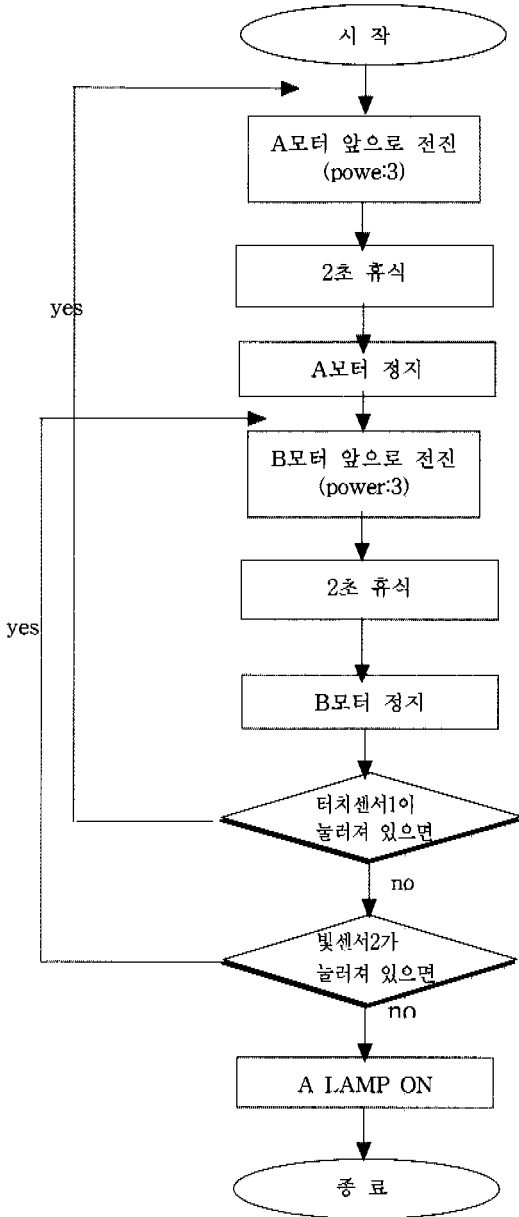 시 작
A모터 앞으로 전진
(powe:3)
2초 휴식
yes
A모터 정지
B모터 앞으로 전진
(power:3)
2초 휴식
yes
B모터 정지
터치센서1이
눌러져 있으면
no
빛센서2가
눌러져 있으면
no
A LAMP ON
종 료